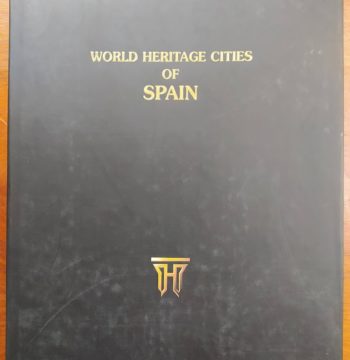 WORLD HERITAGE CITIES
OF
SPAIN